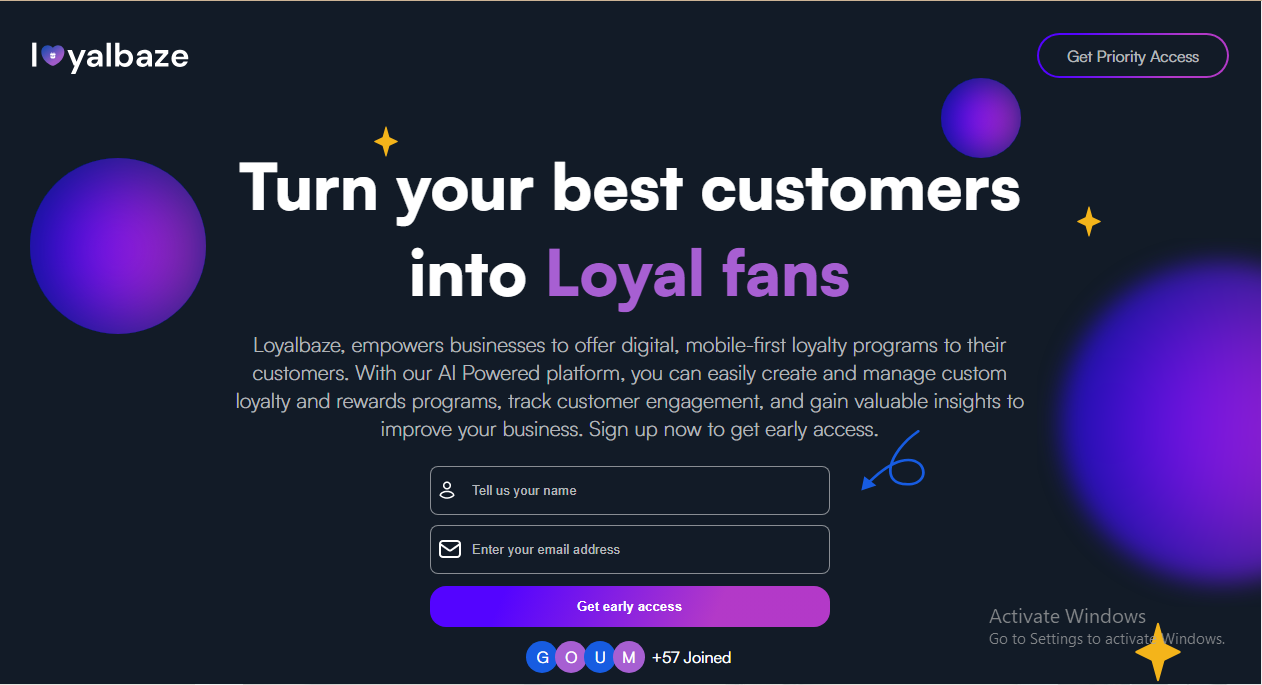 loyalbaze
Get Priority Access
Turn your best customers
into Loyal fans
Loyalbaze, empowers businesses to offer digital, mobile-first loyalty programs to their
customers. With our AI Powered platform, you can easily create and manage custom
loyalty and rewards programs, track customer engagement, and gain valuable insights to
improve your business. Sign up now to get early access.
Tell us your name
Enter your email address
Get early access
Activate Windows
Go to Settings to activate Windows.
G O U M +57 Joined